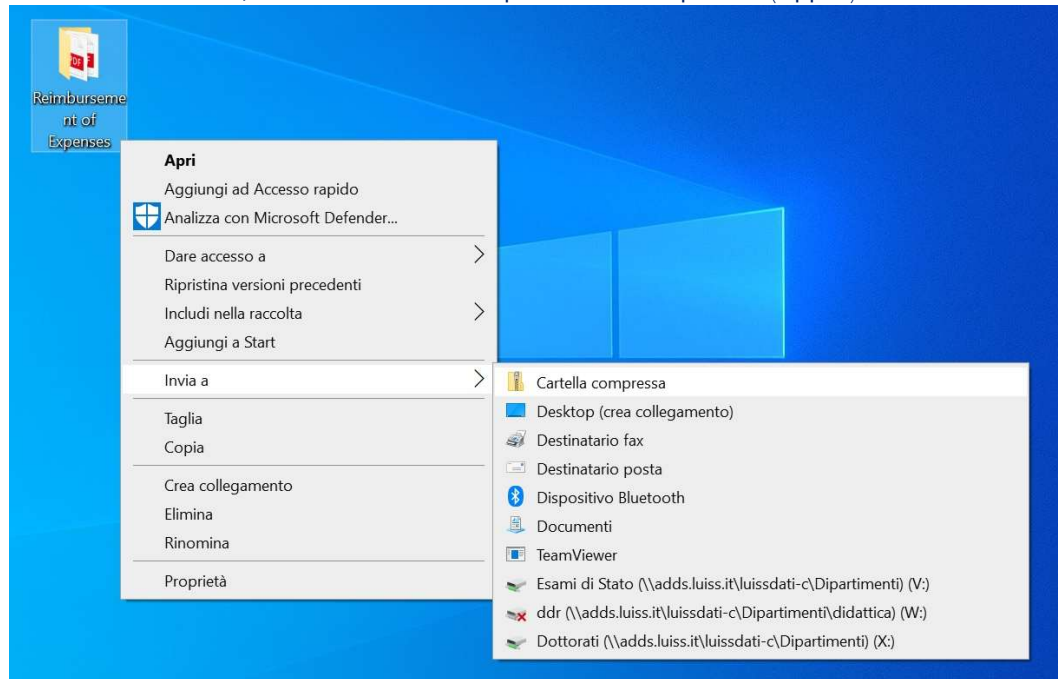 Reimburseme
nt of
Expenses
Apri
Aggiungi ad Accesso rapido
Analizza con Microsoft Defender...
Dare accesso a
Ripristina versioni precedenti
Includi nella raccolta
Aggiungi a Start
Invia a
Taglia
Copia
Crea collegamento
Elimina
Rinomina
Proprietà
Cartella compressa
Desktop (crea collegamento)
Destinatario fax
Destinatario posta
Dispositivo Bluetooth
Documenti
TeamViewer
Esami di Stato (\\adds.luiss.it\luissdati-c\Dipartimenti) (V:)
ddr (\\adds.luiss.it\luissdati-c\Dipartimenti\didattica) (W:)
Dottorati (\\adds.luiss.it\luissdati-c\Dipartimenti) (X:)